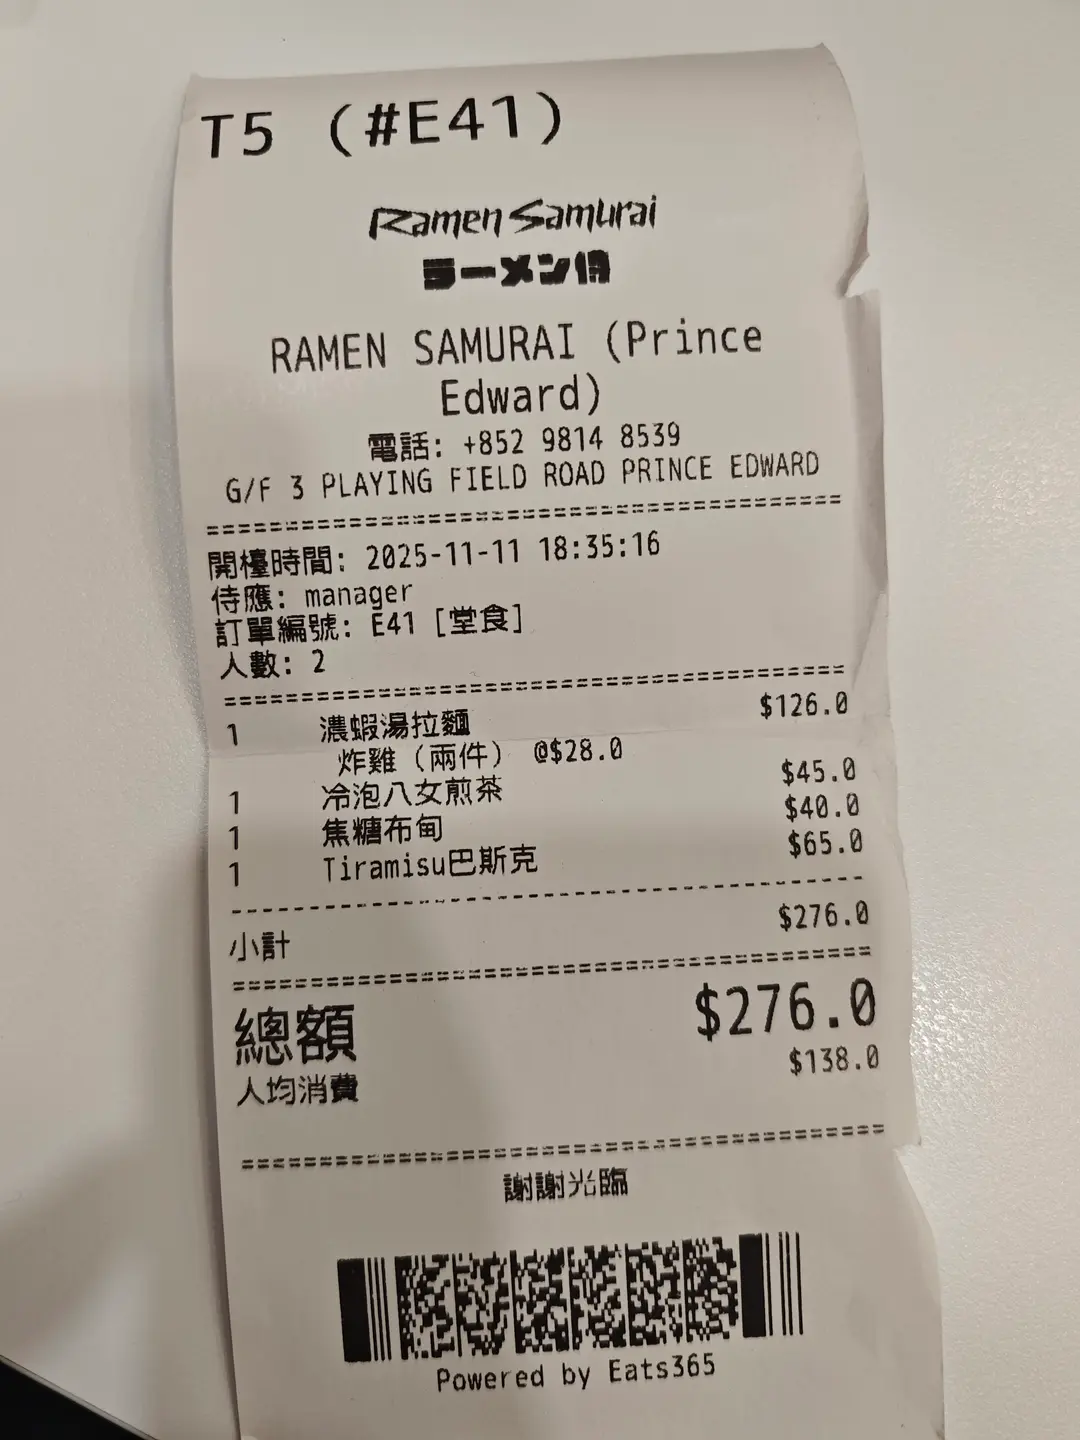 T5 (#E41)
Ramen Samurai
ラーメン侍
RAMEN SAMURAI (Prince
Edward)
電話: +852 9814 8539
G/F 3 PLAYING FIELD ROAD PRINCE EDWARD
開檯時間: 2025-11-11 18:35:16
侍應: manager
訂單編號: E41 [堂食]
人數: 2
1 濃蝦湯拉麵 $126.0
炸雞（兩件） @$28.0
1 冷泡八女煎茶 $45.0
1 焦糖布甸 $40.0
1 Tiramisu巴斯克 $65.0
小計 $276.0
總額 $276.0
人均消費 $138.0
謝謝光臨
Powered by Eats365